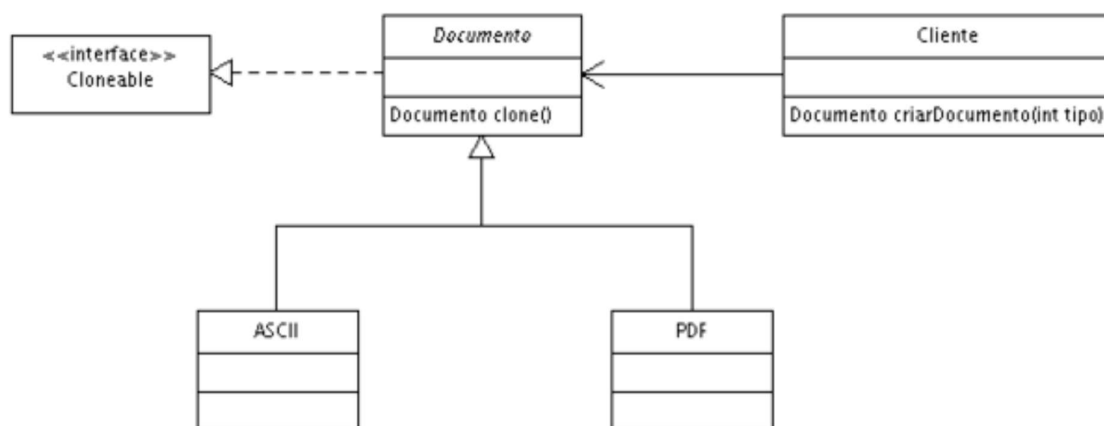 <<interface>>
Cloneable
Documento
Documento clone()
Cliente
Documento criarDocumento(int tipo)
ASCII
PDF